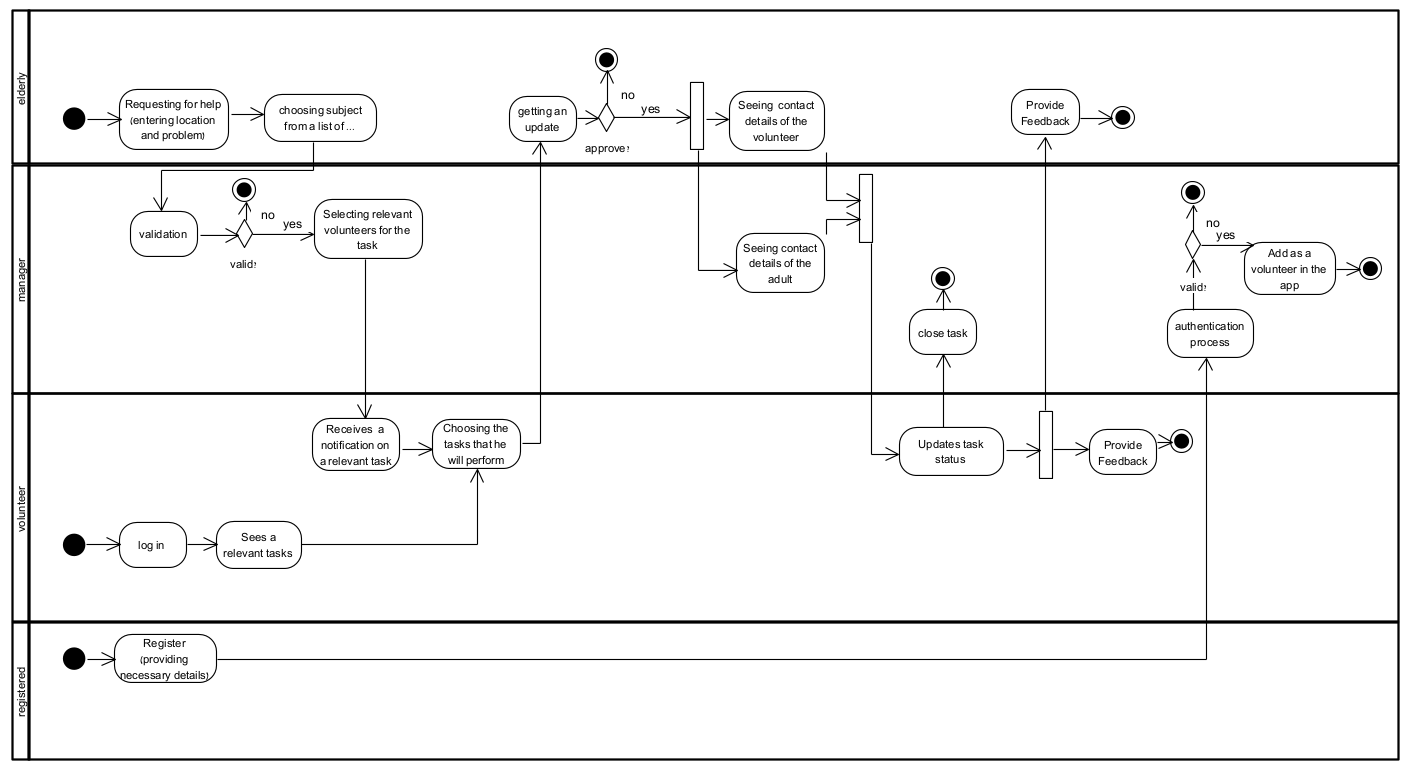 elderly
Requesting for help
(entering location
and problem)
choosing subject
from a list of ...
getting an
update
no
yes
approve?
Seeing contact
details of the
volunteer
Provide
Feedback
manager
validation
no
yes
valid?
Selecting relevant
volunteers for the
task
Seeing contact
details of the
adult
close task
no
yes
valid?
Add as a
volunteer in the
app
authentication
process
volunteer
Receives a
notification on
a relevant task
Choosing the
tasks that he
will perform
Updates task
status
Provide
Feedback
log in
Sees a
relevant tasks
registered
Register
(providing
necessary details)